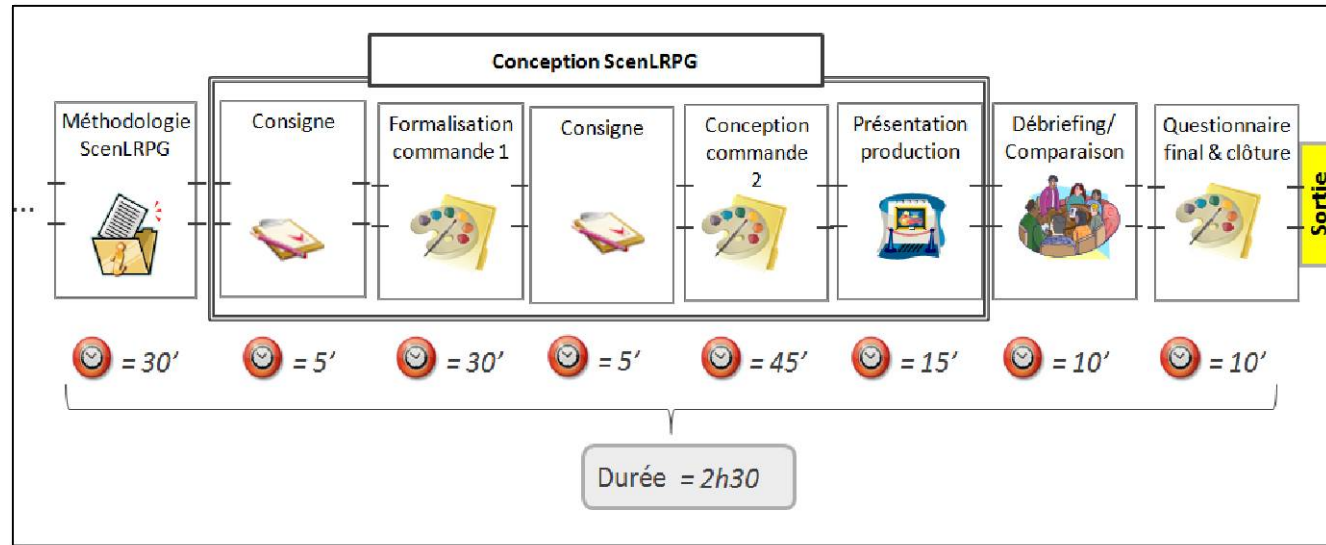 Conception ScenLRPG
Méthodologie
ScenLRPG
Consigne
Formalisation
commande 1
Consigne
Conception
commande
2
Présentation
production
Débriefing/
Comparaison
Questionnaire
final & clôture
...
Sortie
= 30’
= 5’
= 30’
= 5’
= 45’
= 15’
= 10’
= 10’
Durée = 2h30